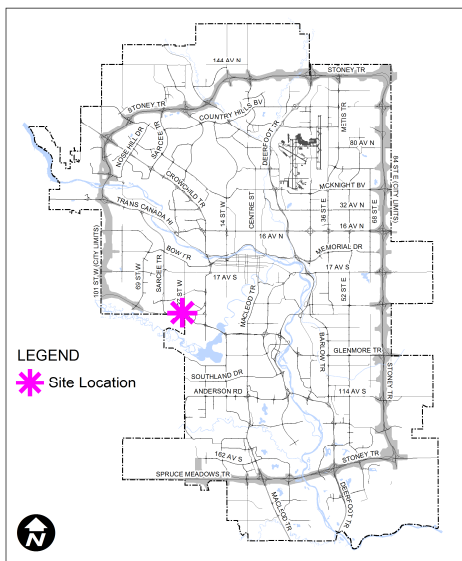 144 AV N
STONEY TR
STONEY TR
COUNTRY HILLS BV
DEERFOOT TR
METIS TR
80 AV N
NOSE HILL DR
SARCEE TR
CROWCHILD TR
14 ST W
CENTRE ST
MCKNIGHT BV
36 ST E
32 AV N
16 AV N
16 AV N
68 ST E
84 ST E (CITY LIMITS)
TRANS CANADA HI
MEMORIAL DR
BOW TR
17 AV S
17 AV S
101 ST W (CITY LIMITS)
69 ST W
SARCEE TR
ST W
MACLEOD TR
52 ST E
BARLOW TR
GLENMORE TR
STONEY TR
LEGEND
Site Location
SOUTHLAND DR
ANDERSON RD
114 AV S
162 AV S
STONEY TR
SPRUCE MEADOWS TR
MACLEOD TR
DEERFOOT TR
N